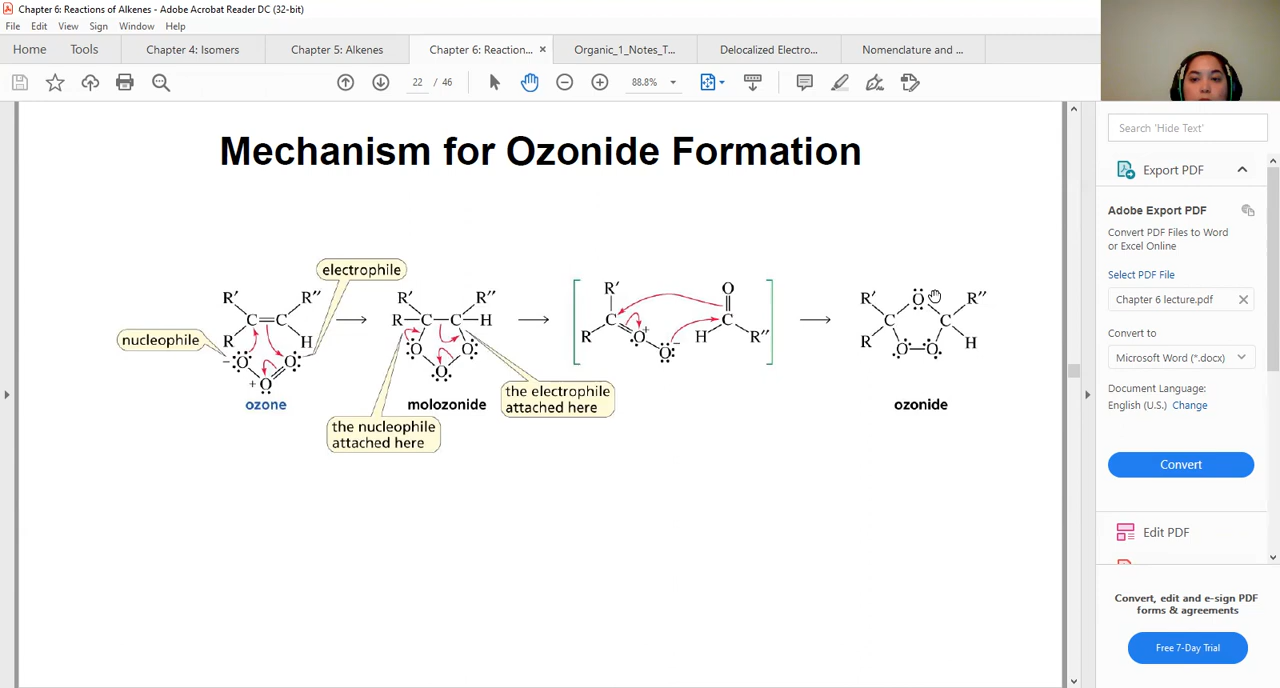 Chapter 6: Reactions of Alkenes - Adobe Acrobat Reader DC (32-bit)
File Edit View Sign Window Help
Home Tools Chapter 4: Isomers Chapter 5: Alkenes Chapter 6: Reaction... × Organic_1_Notes_T... Delocalized Electro... Nomenclature and ...
22 / 46 88.8%
Mechanism for Ozonide Formation
electrophile
nucleophile
R′ R″
C=C
R H
− O O
+ O
ozone
R′ R″
R—C—C—H
O O
O
molozonide
the nucleophile
attached here
the electrophile
attached here
R′ O
C C
R O + H R″
O −
R′ O R″
C C
R O—O H
ozonide
Search 'Hide Text'
Export PDF
Adobe Export PDF
Convert PDF Files to Word
or Excel Online
Select PDF File
Chapter 6 lecture.pdf ×
Convert to
Microsoft Word (*.docx)
Document Language:
English (U.S.) Change
Convert
Edit PDF
Convert, edit and e-sign PDF
forms & agreements
Free 7-Day Trial